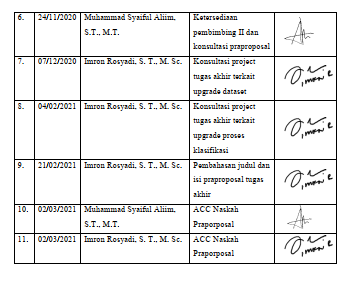 6. 24/11/2020 Muhammad Syaiful Aliim, Ketersediaan
S.T., M.T. pembimbing II dan
konsultasi praproposal
7. 07/12/2020 Imron Rosyadi, S. T., M. Sc. Konsultasi project
tugas akhir terkait
upgrade dataset
8. 04/02/2021 Imron Rosyadi, S. T., M. Sc. Konsultasi project
tugas akhir terkait
upgrade proses
klasifikasi
9. 21/02/2021 Imron Rosyadi, S. T., M. Sc. Pembahasan judul dan
isi praproposal tugas
akhir
10. 02/03/2021 Muhammad Syaiful Aliim, ACC Naskah
S.T., M.T. Praporposal
11. 02/03/2021 Imron Rosyadi, S. T., M. Sc. ACC Naskah
Praporposal